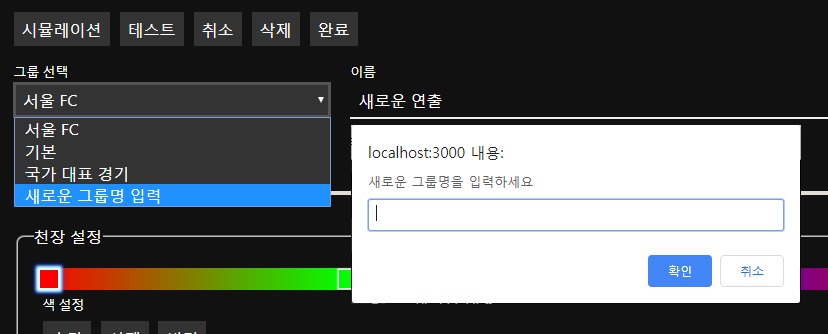 시뮬레이션 테스트 취소 삭제 완료
그룹 선택
서울 FC
서울 FC
기본
국가 대표 경기
새로운 그룹명 입력
이름
새로운 연출
localhost:3000 내용:
새로운 그룹명을 입력하세요
확인 취소
천장 설정
색 설정